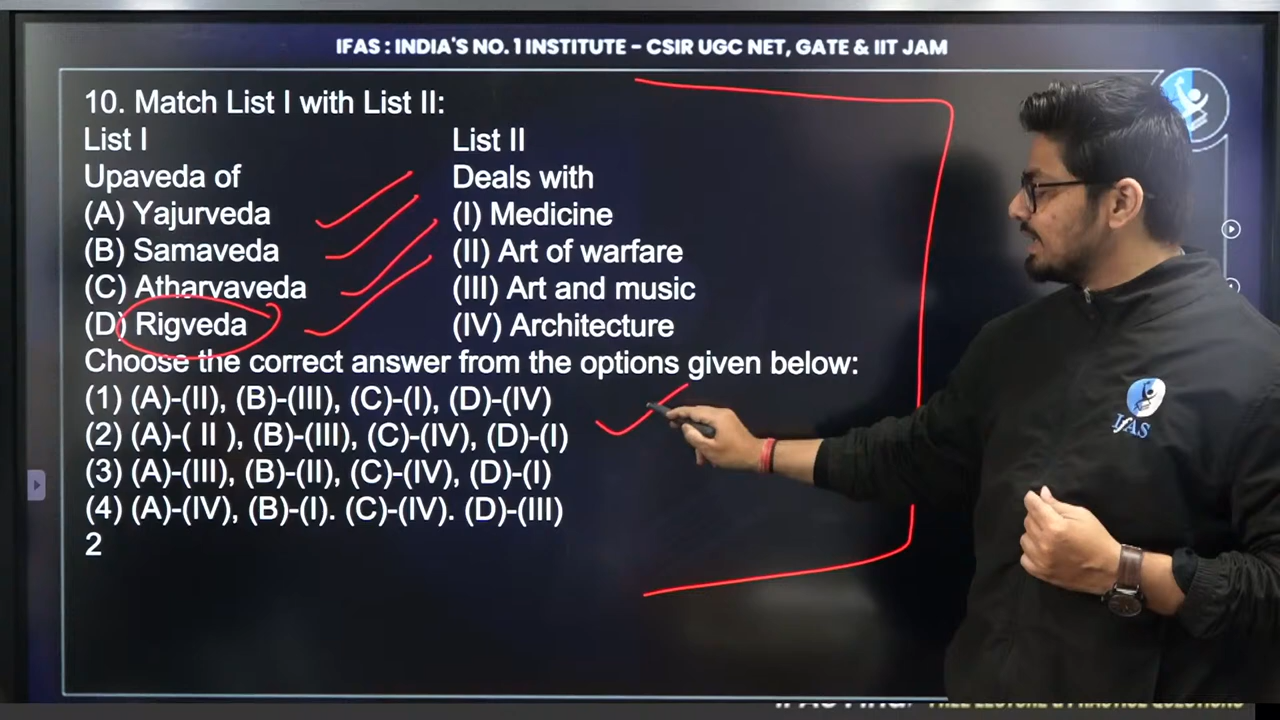 IFAS : INDIA'S NO. 1 INSTITUTE - CSIR UGC NET, GATE & IIT JAM
10. Match List I with List II:
List I List II
Upaveda of Deals with
(A) Yajurveda (I) Medicine
(B) Samaveda (II) Art of warfare
(C) Atharvaveda (III) Art and music
(D) Rigveda (IV) Architecture
Choose the correct answer from the options given below:
(1) (A)-(II), (B)-(III), (C)-(I), (D)-(IV)
(2) (A)-( II ), (B)-(III), (C)-(IV), (D)-(I)
(3) (A)-(III), (B)-(II), (C)-(IV), (D)-(I)
(4) (A)-(IV), (B)-(I). (C)-(IV). (D)-(III)
2
IFAS